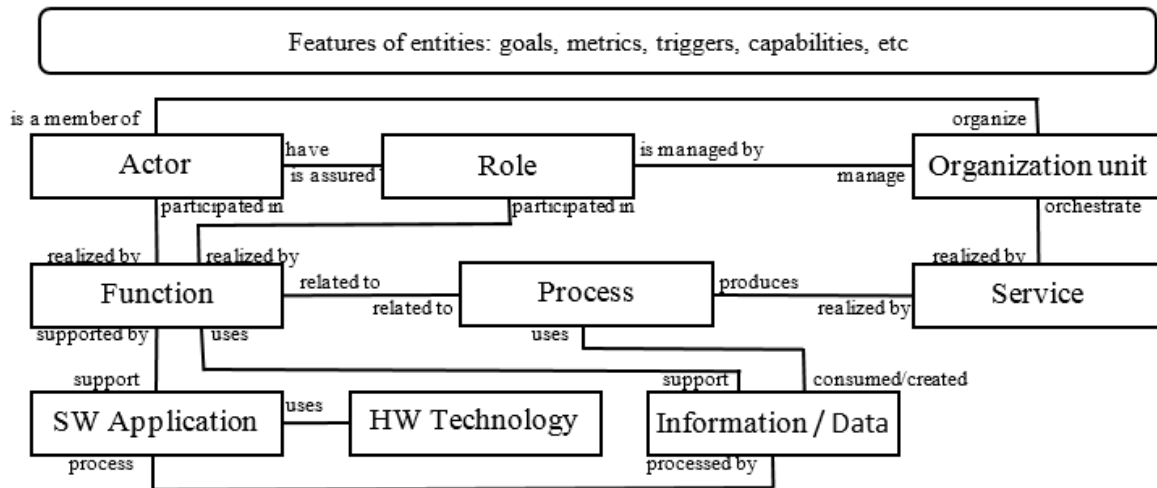 Features of entities: goals, metrics, triggers, capabilities, etc
is a member of
organize
Actor
have
is assured
Role
is managed by
manage
Organization unit
participated in
participated in
orchestrate
realized by
realized by
realized by
Function
related to
related to
Process
produces
realized by
Service
supported by
uses
uses
support
support
consumed/created
SW Application
uses
HW Technology
Information / Data
process
processed by